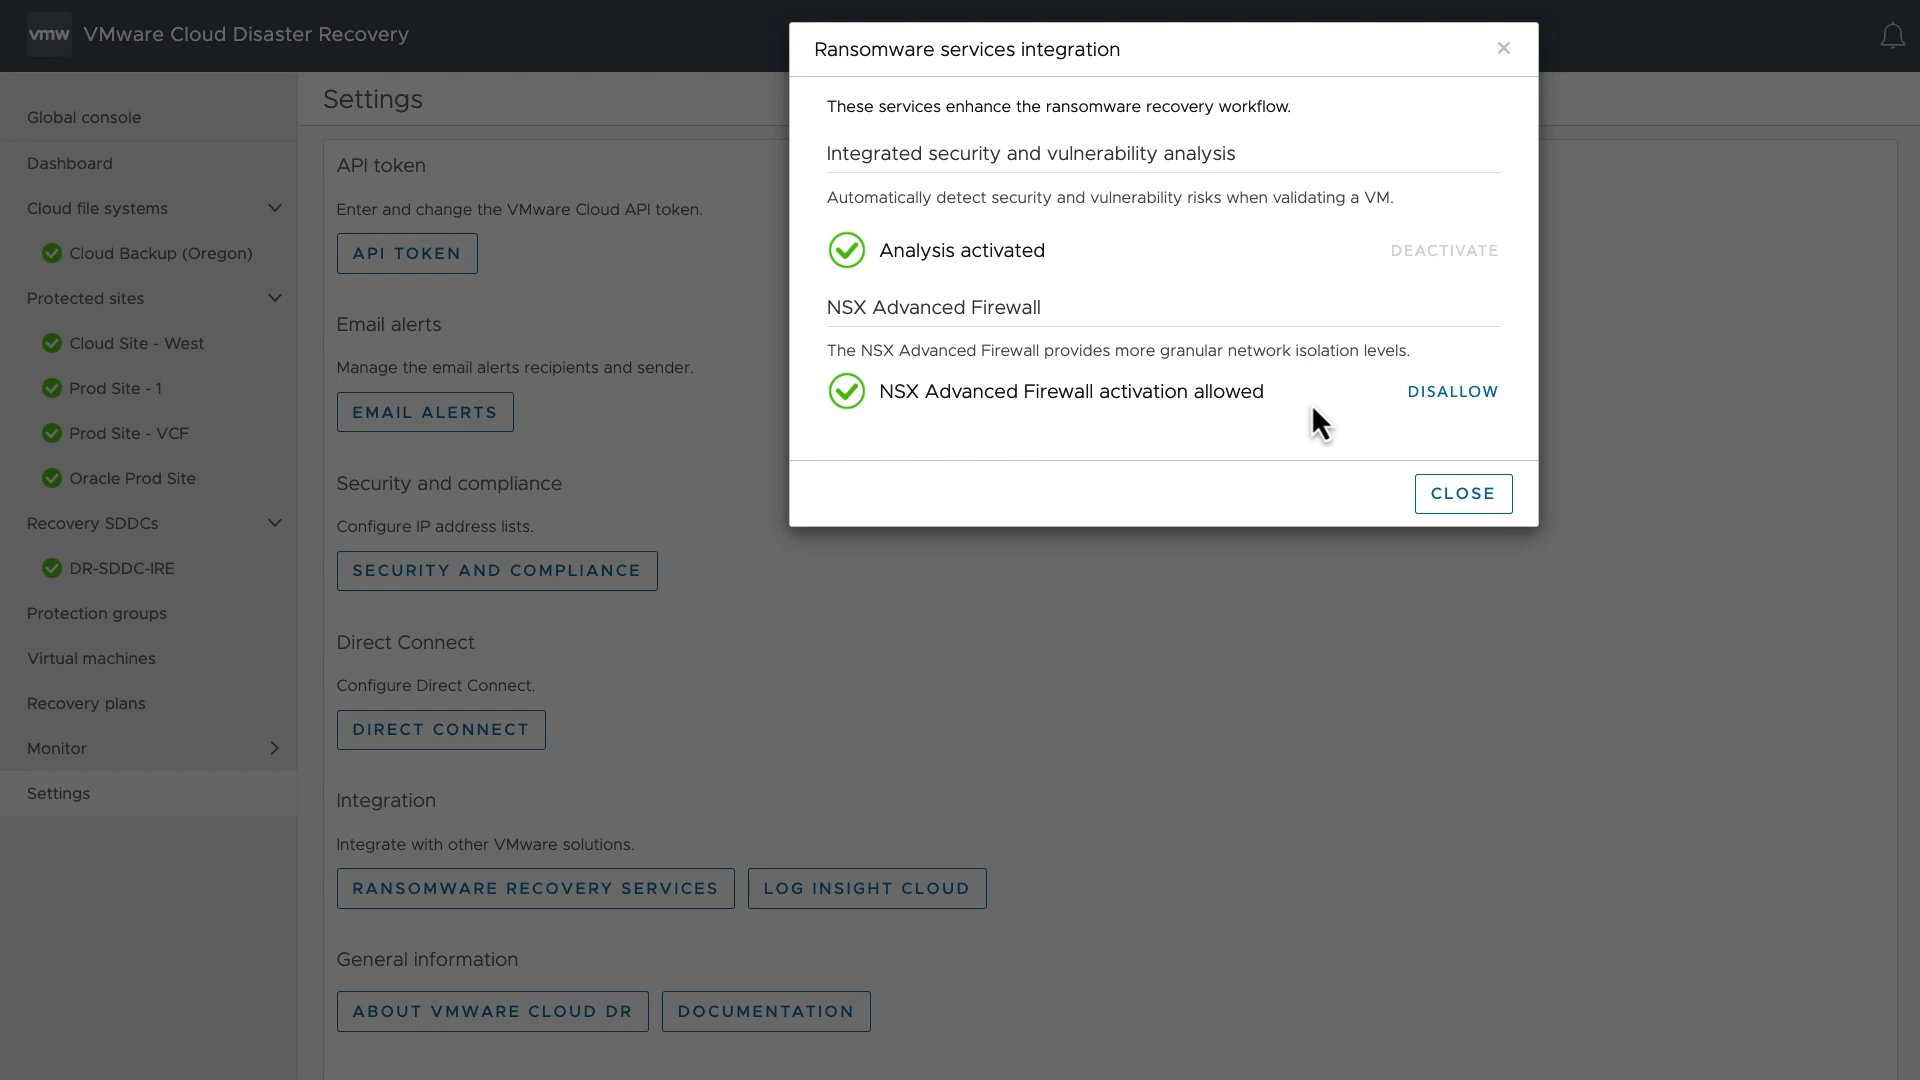 vmw VMware Cloud Disaster Recovery
Global console
Dashboard
Cloud file systems
Cloud Backup (Oregon)
Protected sites
Cloud Site - West
Prod Site - 1
Prod Site - VCF
Oracle Prod Site
Recovery SDDCs
DR-SDDC-IRE
Protection groups
Virtual machines
Recovery plans
Monitor
Settings
Settings
API token
Enter and change the VMware Cloud API token.
API TOKEN
Email alerts
Manage the email alerts recipients and sender.
EMAIL ALERTS
Security and compliance
Configure IP address lists.
SECURITY AND COMPLIANCE
Direct Connect
Configure Direct Connect.
DIRECT CONNECT
Integration
Integrate with other VMware solutions.
RANSOMWARE RECOVERY SERVICES LOG INSIGHT CLOUD
General information
ABOUT VMWARE CLOUD DR DOCUMENTATION
Ransomware services integration
These services enhance the ransomware recovery workflow.
Integrated security and vulnerability analysis
Automatically detect security and vulnerability risks when validating a VM.
Analysis activated DEACTIVATE
NSX Advanced Firewall
The NSX Advanced Firewall provides more granular network isolation levels.
NSX Advanced Firewall activation allowed DISALLOW
CLOSE